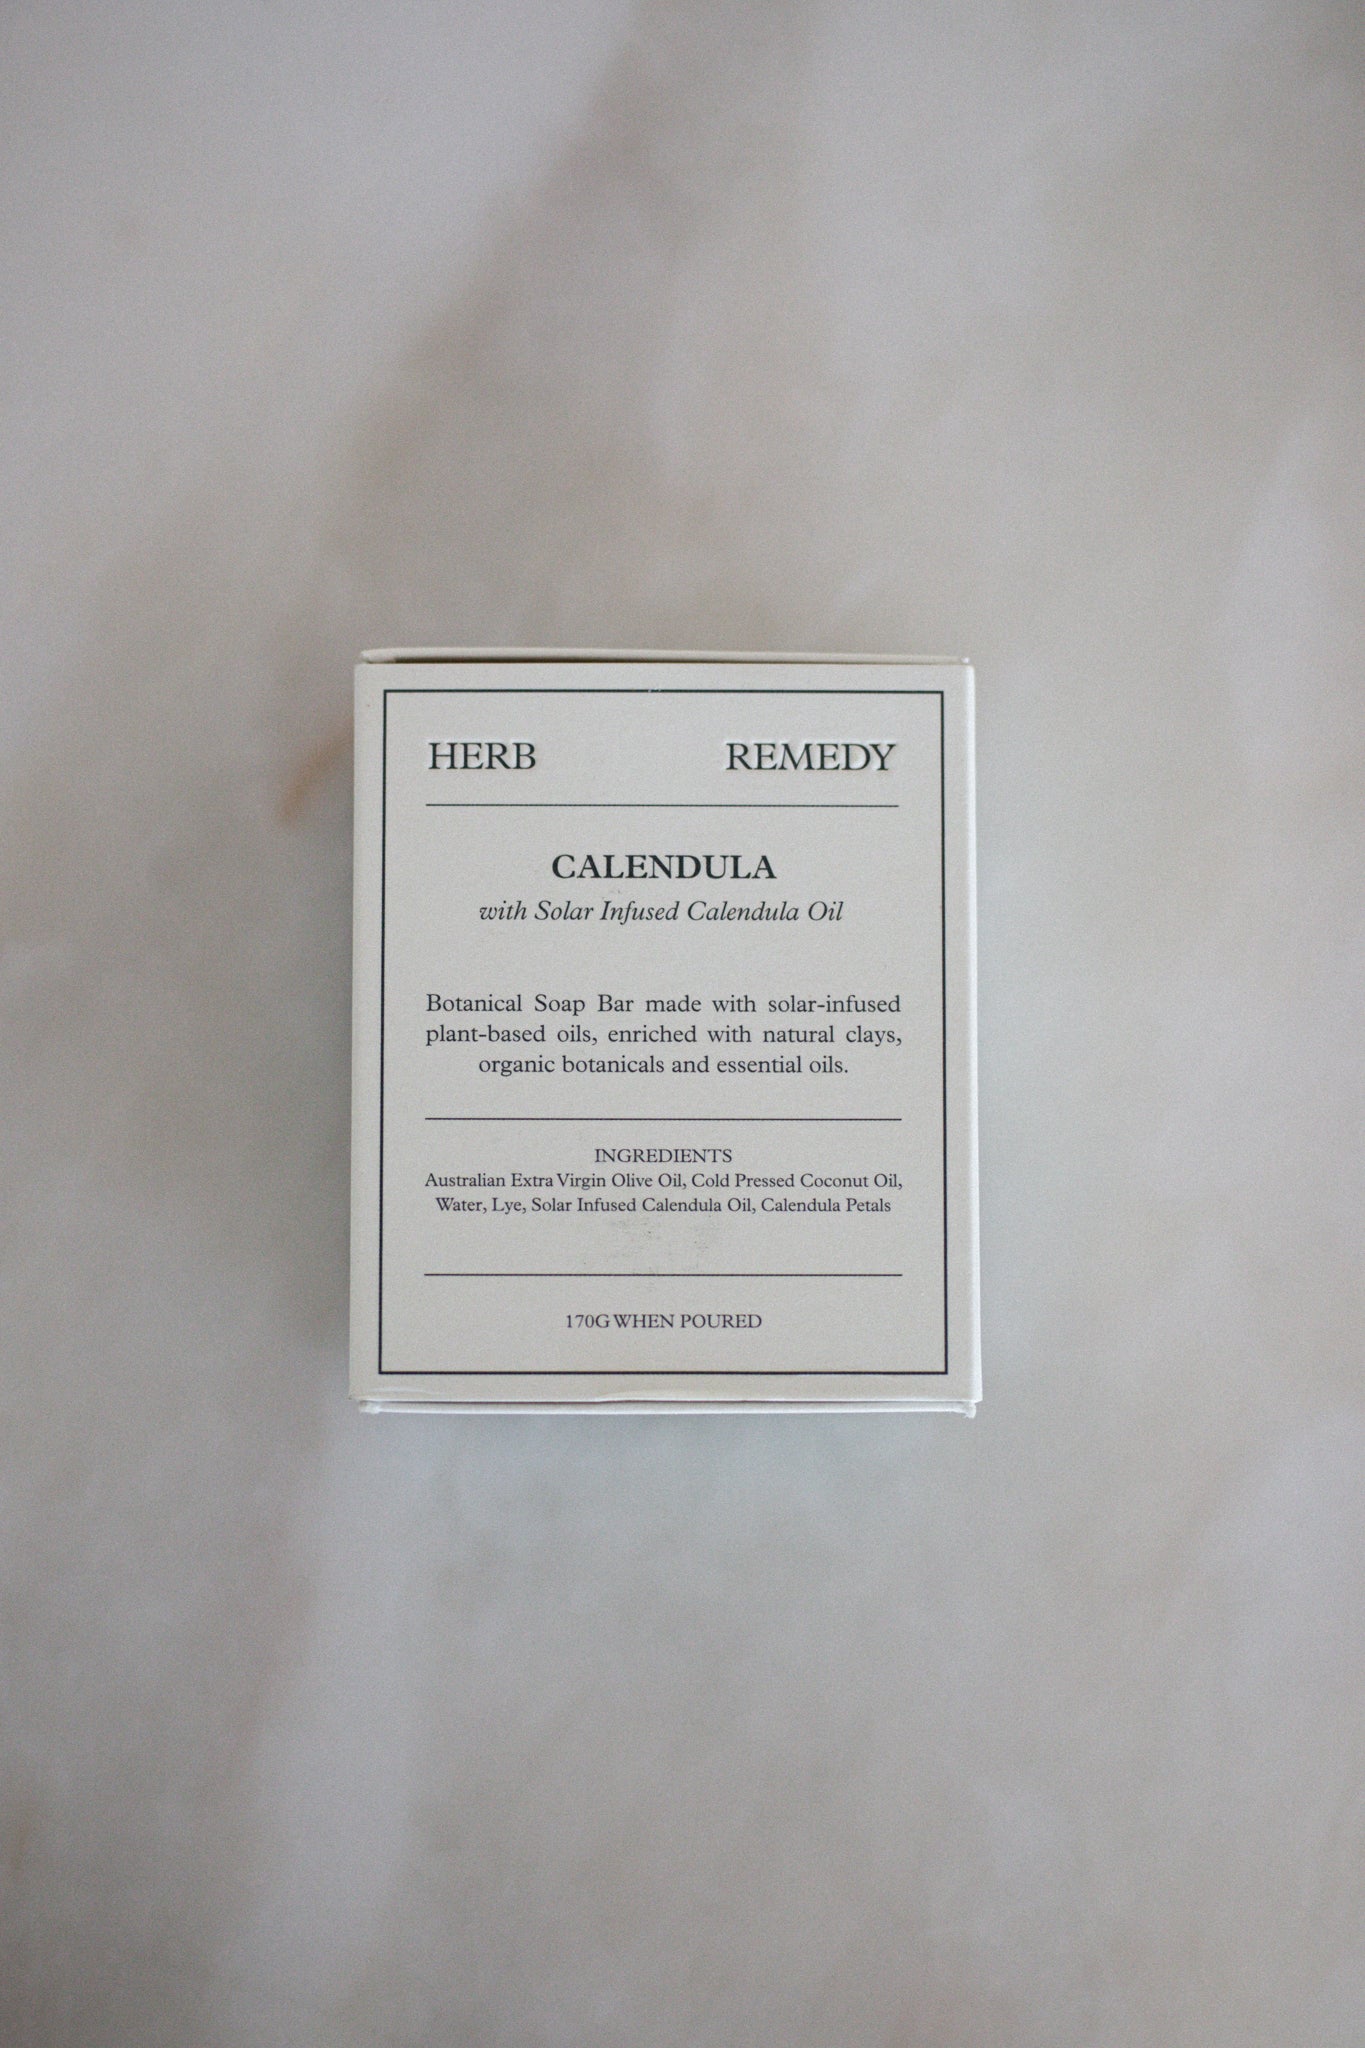 HERB REMEDY
CALENDULA
with Solar Infused Calendula Oil
Botanical Soap Bar made with solar-infused
plant-based oils, enriched with natural clays,
organic botanicals and essential oils.
INGREDIENTS
Australian Extra Virgin Olive Oil, Cold Pressed Coconut Oil,
Water, Lye, Solar Infused Calendula Oil, Calendula Petals
170G WHEN POURED